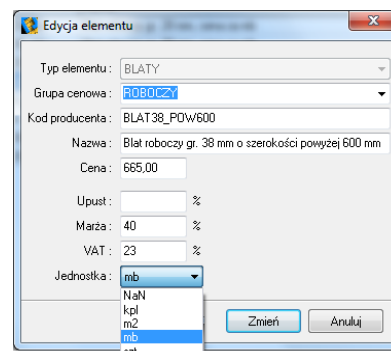 Edycja elementu
Typ elementu : BLATY
Grupa cenowa : ROBOCZY
Kod producenta : BLAT38_POW600
Nazwa : Blat roboczy gr. 38 mm o szerokości powyżej 600 mm
Cena : 665,00
Upust : %
Marża : 40 %
VAT : 23 %
Jednostka : mb
NaN
kpl
m2
mb
Zmień Anuluj